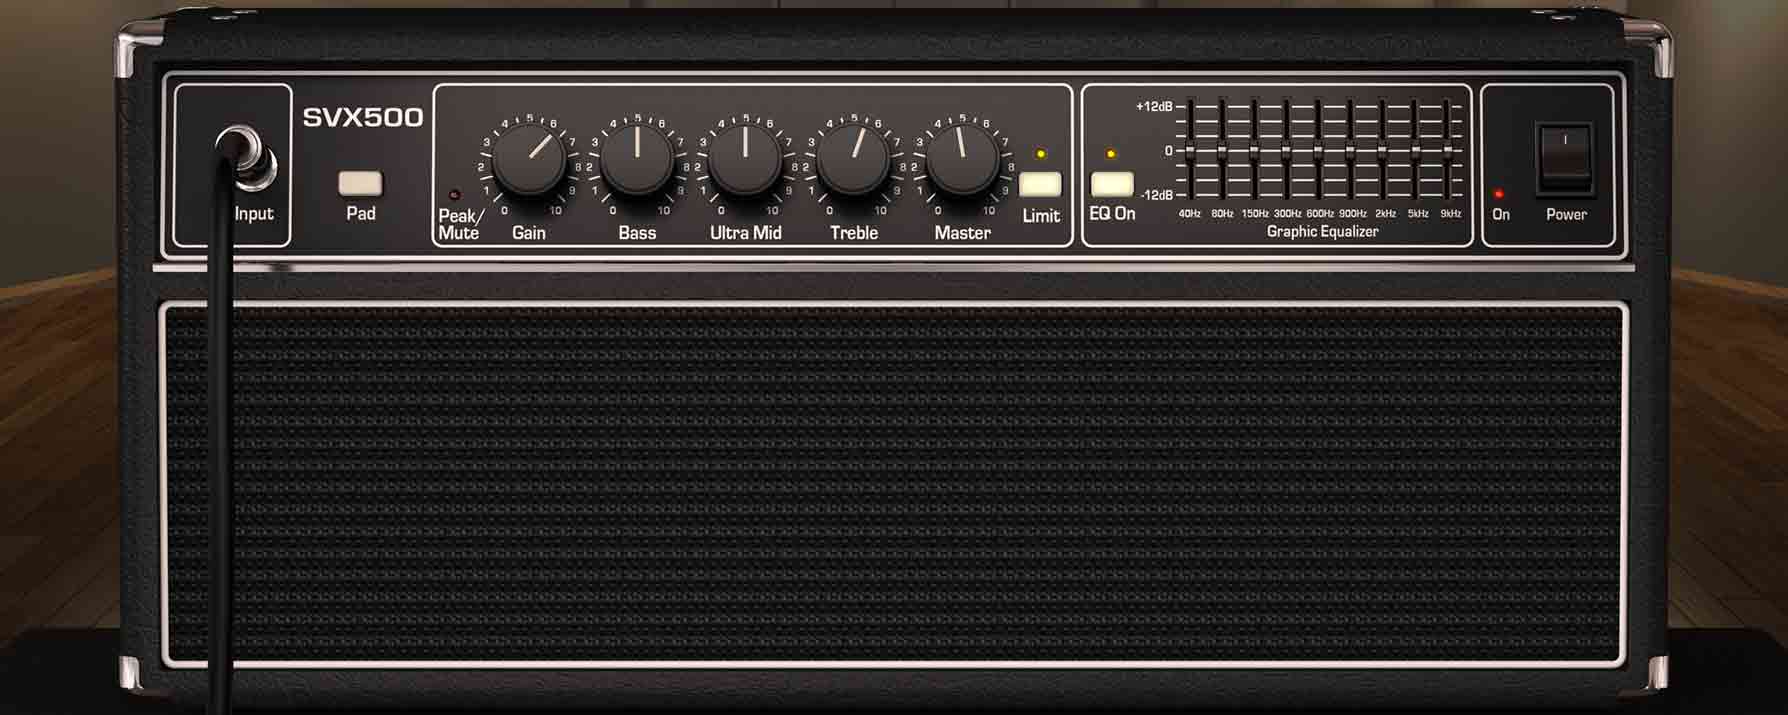 SVX500
Input
Pad
Peak/
Mute
0 1 2 3 4 5 6 7 8 9 10
Gain
0 1 2 3 4 5 6 7 8 9 10
Bass
0 1 2 3 4 5 6 7 8 9 10
Ultra Mid
0 1 2 3 4 5 6 7 8 9 10
Treble
0 1 2 3 4 5 6 7 8 9 10
Master
Limit
EQ On
+12dB
0
-12dB
40Hz 80Hz 150Hz 300Hz 600Hz 900Hz 2kHz 5kHz 9kHz
Graphic Equalizer
On
I
Power